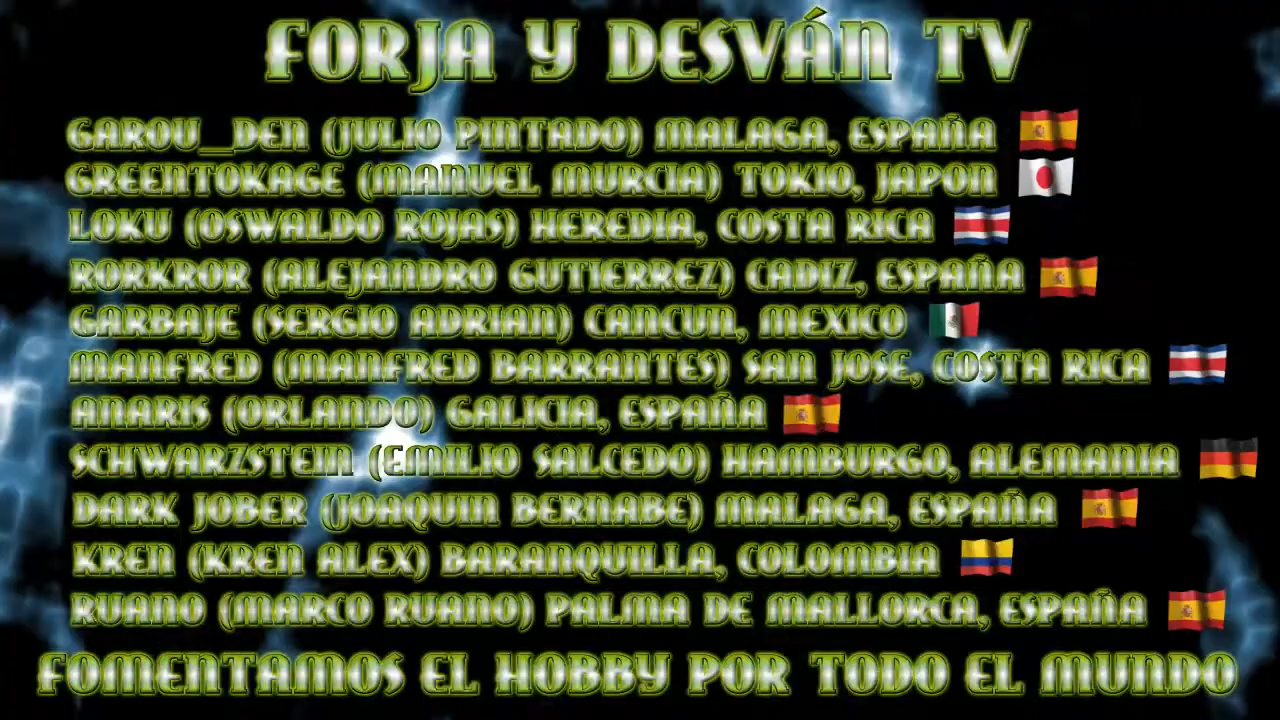 FORJA Y DESVÁN TV
GAROU_DEN (JULIO PINTADO) MALAGA, ESPAÑA
GREENTOKAGE (MANUEL MURCIA) TOKIO, JAPON
LOKU (OSWALDO ROJAS) HEREDIA, COSTA RICA
RORKROR (ALEJANDRO GUTIERREZ) CADIZ, ESPAÑA
GARBAJE (SERGIO ADRIAN) CANCUN, MEXICO
MANFRED (MANFRED BARRANTES) SAN JOSE, COSTA RICA
ANARIS (ORLANDO) GALICIA, ESPAÑA
SCHWARZSTEIN (EMILIO SALCEDO) HAMBURGO, ALEMANIA
DARK JOBER (JOAQUIN BERNABE) MALAGA, ESPAÑA
KREN (KREN ALEX) BARANQUILLA, COLOMBIA
RUANO (MARCO RUANO) PALMA DE MALLORCA, ESPAÑA
FOMENTAMOS EL HOBBY POR TODO EL MUNDO